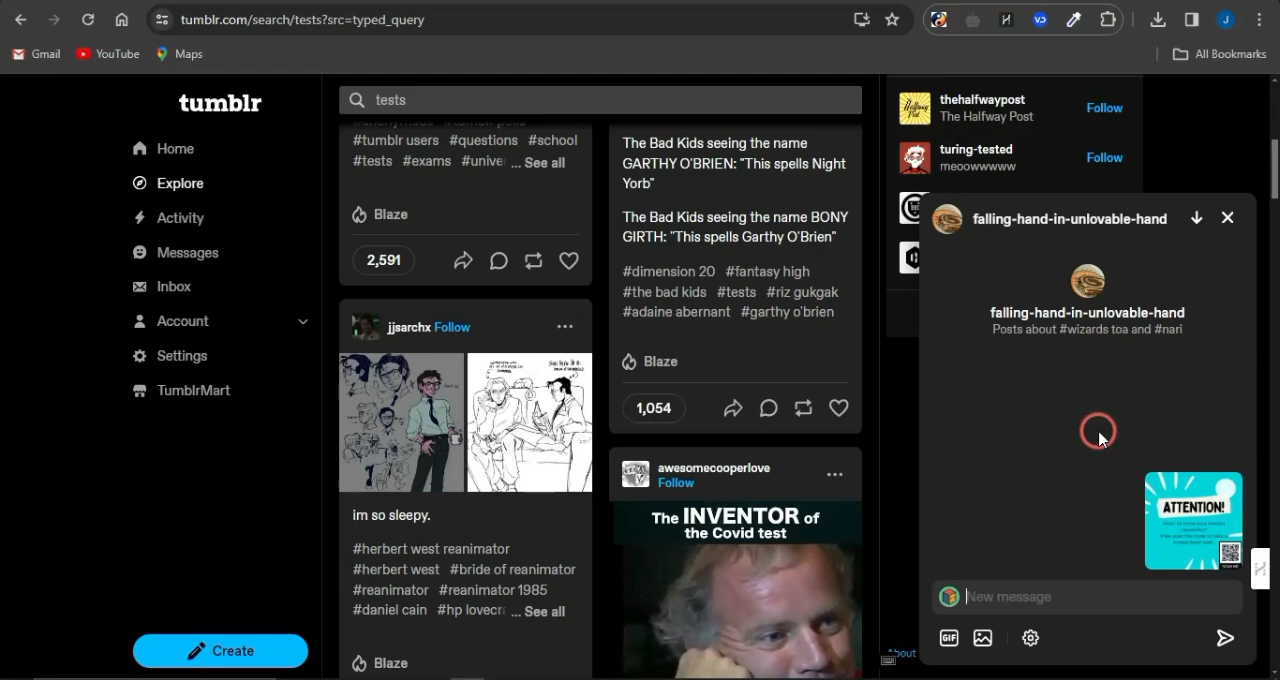 tumblr.com/search/tests?src=typed_query
J
Gmail
YouTube
Maps
All Bookmarks
tumblr
Home
Explore
Activity
Messages
Inbox
Account
Settings
TumblrMart
Create
tests
#tumblr users #questions #school
#tests #exams #unive ... See all
Blaze
2,591
jjsarchx Follow
im so sleepy.
#herbert west reanimator
#herbert west #bride of reanimator
#reanimator #reanimator 1985
#daniel cain #hp lovecr ... See all
Blaze
The Bad Kids seeing the name
GARTHY O'BRIEN: "This spells Night
Yorb"
The Bad Kids seeing the name BONY
GIRTH: "This spells Garthy O'Brien"
#dimension 20 #fantasy high
#the bad kids #tests #riz gukgak
#adaine abernant #garthy o'brien
Blaze
1,054
awesomecooperlove
Follow
The INVENTOR of
the Covid test
thehalfwaypost
The Halfway Post
Follow
turing-tested
meoowwwww
Follow
falling-hand-in-unlovable-hand
falling-hand-in-unlovable-hand
Posts about #wizards toa and #nari
ATTENTION!
New message
GIF
About